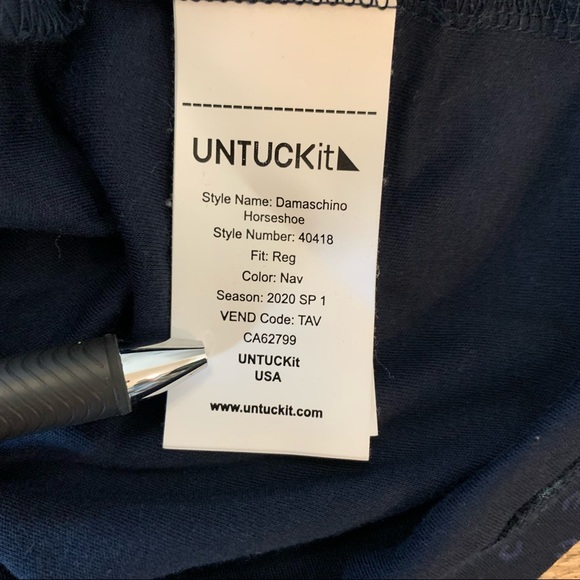 UNTUCKit
Style Name: Damaschino
Horseshoe
Style Number: 40418
Fit: Reg
Color: Nav
Season: 2020 SP 1
VEND Code: TAV
CA62799
UNTUCKit
USA
www.untuckit.com